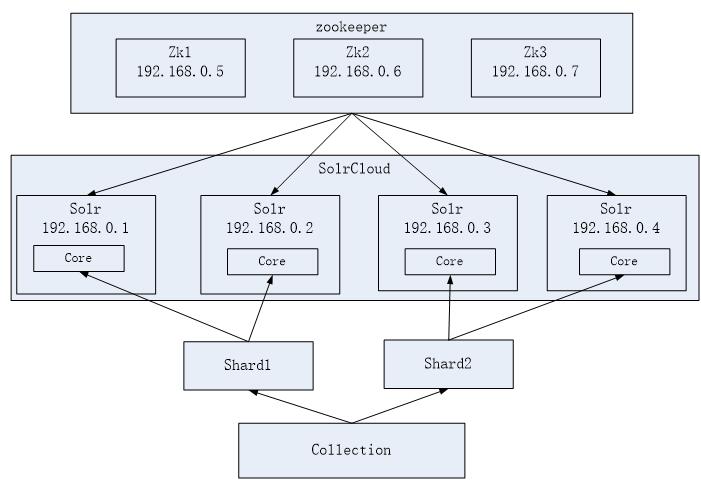 zookeeper
Zk1
192.168.0.5
Zk2
192.168.0.6
Zk3
192.168.0.7
SolrCloud
Solr
192.168.0.1
Core
Solr
192.168.0.2
Core
Solr
192.168.0.3
Core
Solr
192.168.0.4
Core
Shard1
Shard2
Collection